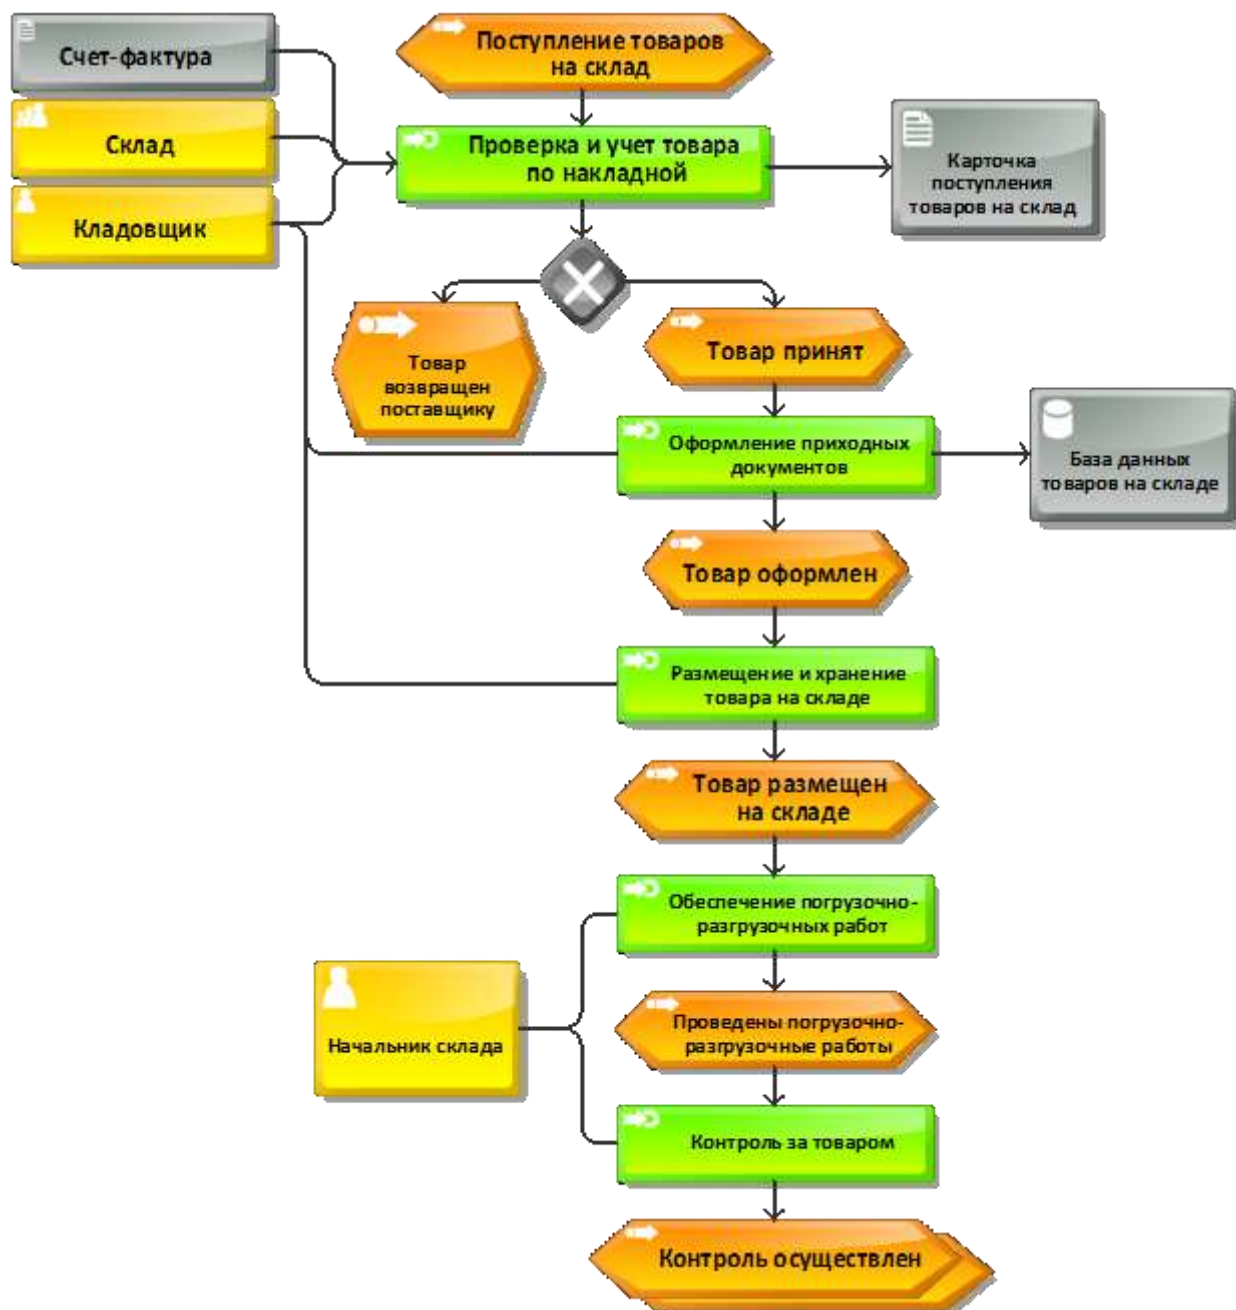 Счет-фактура
Поступление товаров
на склад
Склад
Проверка и учет товара
по накладной
Карточка
поступления
товаров на склад
Кладовщик
Товар
возвращен
поставщику
Товар принят
Оформление приходных
документов
База данных
товаров на складе
Товар оформлен
Размещение и хранение
товара на складе
Товар размещен
на складе
Обеспечение погрузочно-
разгрузочных работ
Начальник склада
Проведены погрузочно-
разгрузочные работы
Контроль за товаром
Контроль осуществлен